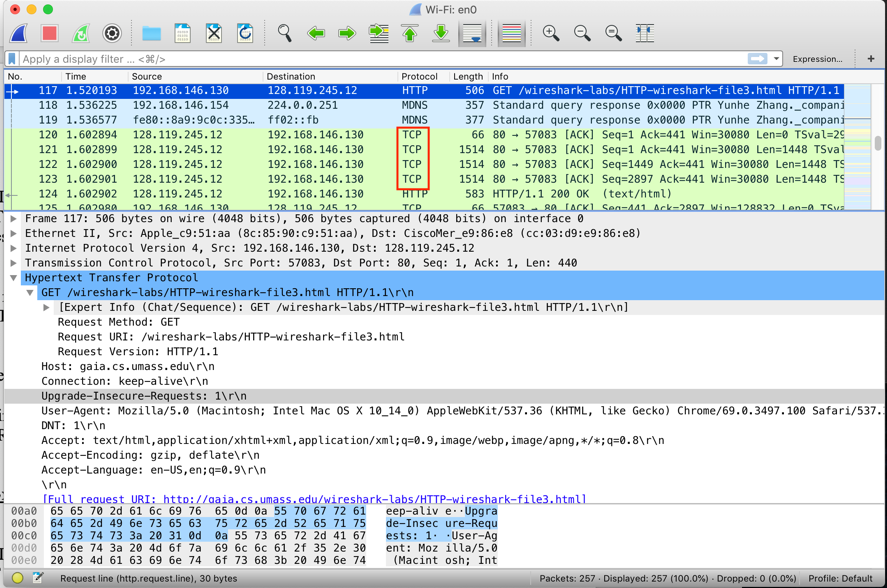 Wi-Fi: en0
Apply a display filter ... <⌘/>
Expression... +
No. Time Source Destination Protocol Length Info
117 1.520193 192.168.146.130 128.119.245.12 HTTP 506 GET /wireshark-labs/HTTP-wireshark-file3.html HTTP/1.1
118 1.536225 192.168.146.154 224.0.0.251 MDNS 357 Standard query response 0x0000 PTR Yunhe Zhang._compani
119 1.536577 fe80::8a9:9c0c:335… ff02::fb MDNS 377 Standard query response 0x0000 PTR Yunhe Zhang._compani
120 1.602894 128.119.245.12 192.168.146.130 TCP 66 80 → 57083 [ACK] Seq=1 Ack=441 Win=30080 Len=0 TSval=29
121 1.602899 128.119.245.12 192.168.146.130 TCP 1514 80 → 57083 [ACK] Seq=1 Ack=441 Win=30080 Len=1448 TSva
122 1.602900 128.119.245.12 192.168.146.130 TCP 1514 80 → 57083 [ACK] Seq=1449 Ack=441 Win=30080 Len=1448 TS
123 1.602901 128.119.245.12 192.168.146.130 TCP 1514 80 → 57083 [ACK] Seq=2897 Ack=441 Win=30080 Len=1448 TS
124 1.602902 128.119.245.12 192.168.146.130 HTTP 583 HTTP/1.1 200 OK (text/html)
125 1.602981 192.168.146.130 128.119.245.12 TCP 66 57083 → 80 [ACK] Seq=441 Ack=2897 Win=128832 Len=0 TS
Frame 117: 506 bytes on wire (4048 bits), 506 bytes captured (4048 bits) on interface 0
Ethernet II, Src: Apple_c9:51:aa (8c:85:90:c9:51:aa), Dst: CiscoMer_e9:86:e8 (cc:03:d9:e9:86:e8)
Internet Protocol Version 4, Src: 192.168.146.130, Dst: 128.119.245.12
Transmission Control Protocol, Src Port: 57083, Dst Port: 80, Seq: 1, Ack: 1, Len: 440
Hypertext Transfer Protocol
GET /wireshark-labs/HTTP-wireshark-file3.html HTTP/1.1\r\n
[Expert Info (Chat/Sequence): GET /wireshark-labs/HTTP-wireshark-file3.html HTTP/1.1\r\n]
Request Method: GET
Request URI: /wireshark-labs/HTTP-wireshark-file3.html
Request Version: HTTP/1.1
Host: gaia.cs.umass.edu\r\n
Connection: keep-alive\r\n
Upgrade-Insecure-Requests: 1\r\n
User-Agent: Mozilla/5.0 (Macintosh; Intel Mac OS X 10_14_0) AppleWebKit/537.36 (KHTML, like Gecko) Chrome/69.0.3497.100 Safari/537.
DNT: 1\r\n
Accept: text/html,application/xhtml+xml,application/xml;q=0.9,image/webp,image/apng,*/*;q=0.8\r\n
Accept-Encoding: gzip, deflate\r\n
Accept-Language: en-US,en;q=0.9\r\n
\r\n
[Full request URI: http://gaia.cs.umass.edu/wireshark-labs/HTTP-wireshark-file3.html]
00a0 65 65 70 2d 61 6c 69 76 65 0d 0a 55 70 67 72 61 eep-aliv e··Upgra
00b0 64 65 2d 49 6e 73 65 63 75 72 65 2d 52 65 71 75 de-Insec ure-Requ
00c0 65 73 74 73 3a 20 31 0d 0a 55 73 65 72 2d 41 67 ests: 1· ·User-Ag
00d0 65 6e 74 3a 20 4d 6f 7a 69 6c 6c 61 2f 35 2e 30 ent: Moz illa/5.0
00e0 20 28 4d 61 63 69 6e 74 6f 73 68 3b 20 49 6e 74 (Macint osh; Int
Request line (http.request.line), 30 bytes
Packets: 257 · Displayed: 257 (100.0%) · Dropped: 0 (0.0%)
Profile: Default